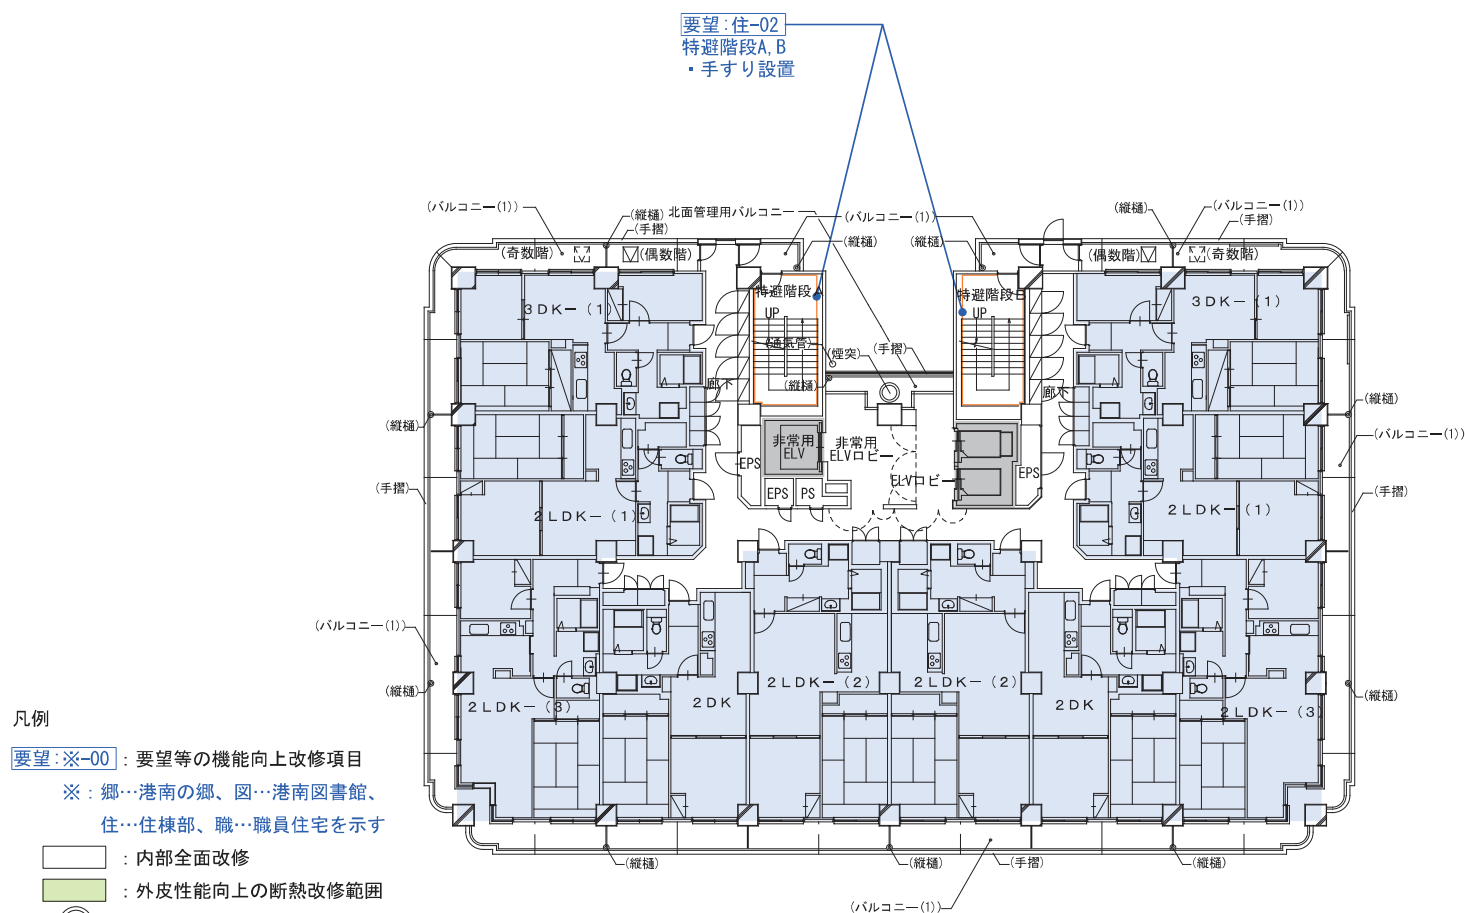 要望:住-02
特避階段A,B
・手すり設置
(バルコニー(1))
(縦樋)
北面管理用バルコニー
(手摺)
(バルコニー(1))
(縦樋)
(縦樋)
(縦樋)
(バルコニー(1))
(手摺)
(奇数階)
(偶数階)
(偶数階)
(奇数階)
特避階段A
UP
特避階段B
UP
3DK-(1)
3DK-(1)
(通気管)
(煙突)
(手摺)
(縦樋)
廊下
廊下
(縦樋)
(縦樋)
(バルコニー(1))
非常用
ELV
非常用
ELVロビー
EPS
ELVロビー
EPS
EPS
PS
(手摺)
(手摺)
2LDK-(1)
2LDK-(1)
(バルコニー(1))
(縦樋)
2LDK-(3)
2DK
2LDK-(2)
2LDK-(2)
2DK
2LDK-(3)
(縦樋)
(縦樋)
(縦樋)
(手摺)
(縦樋)
(バルコニー(1))
凡例
要望:※-00 : 要望等の機能向上改修項目
※ : 郷…港南の郷、図…港南図書館、
住…住棟部、職…職員住宅を示す
: 内部全面改修
: 外皮性能向上の断熱改修範囲